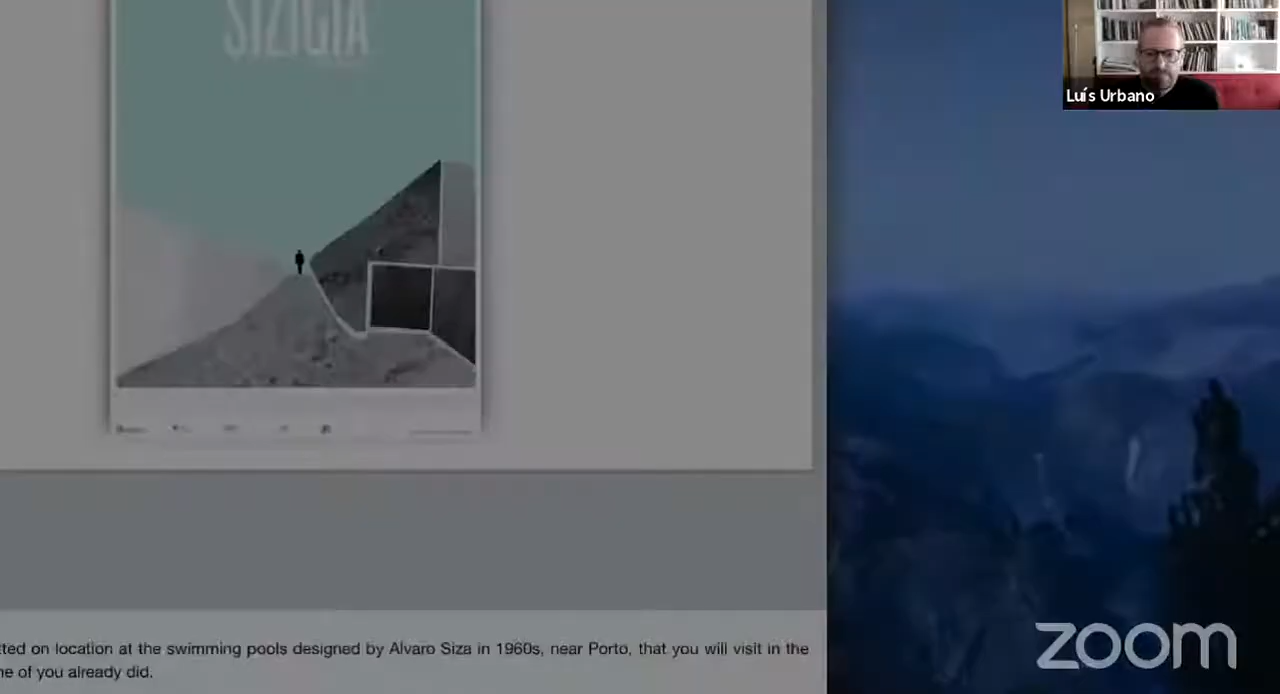 SIZIGIA
Luís Urbano
tted on location at the swimming pools designed by Alvaro Siza in 1960s, near Porto, that you will visit in the
ne of you already did.
zoom